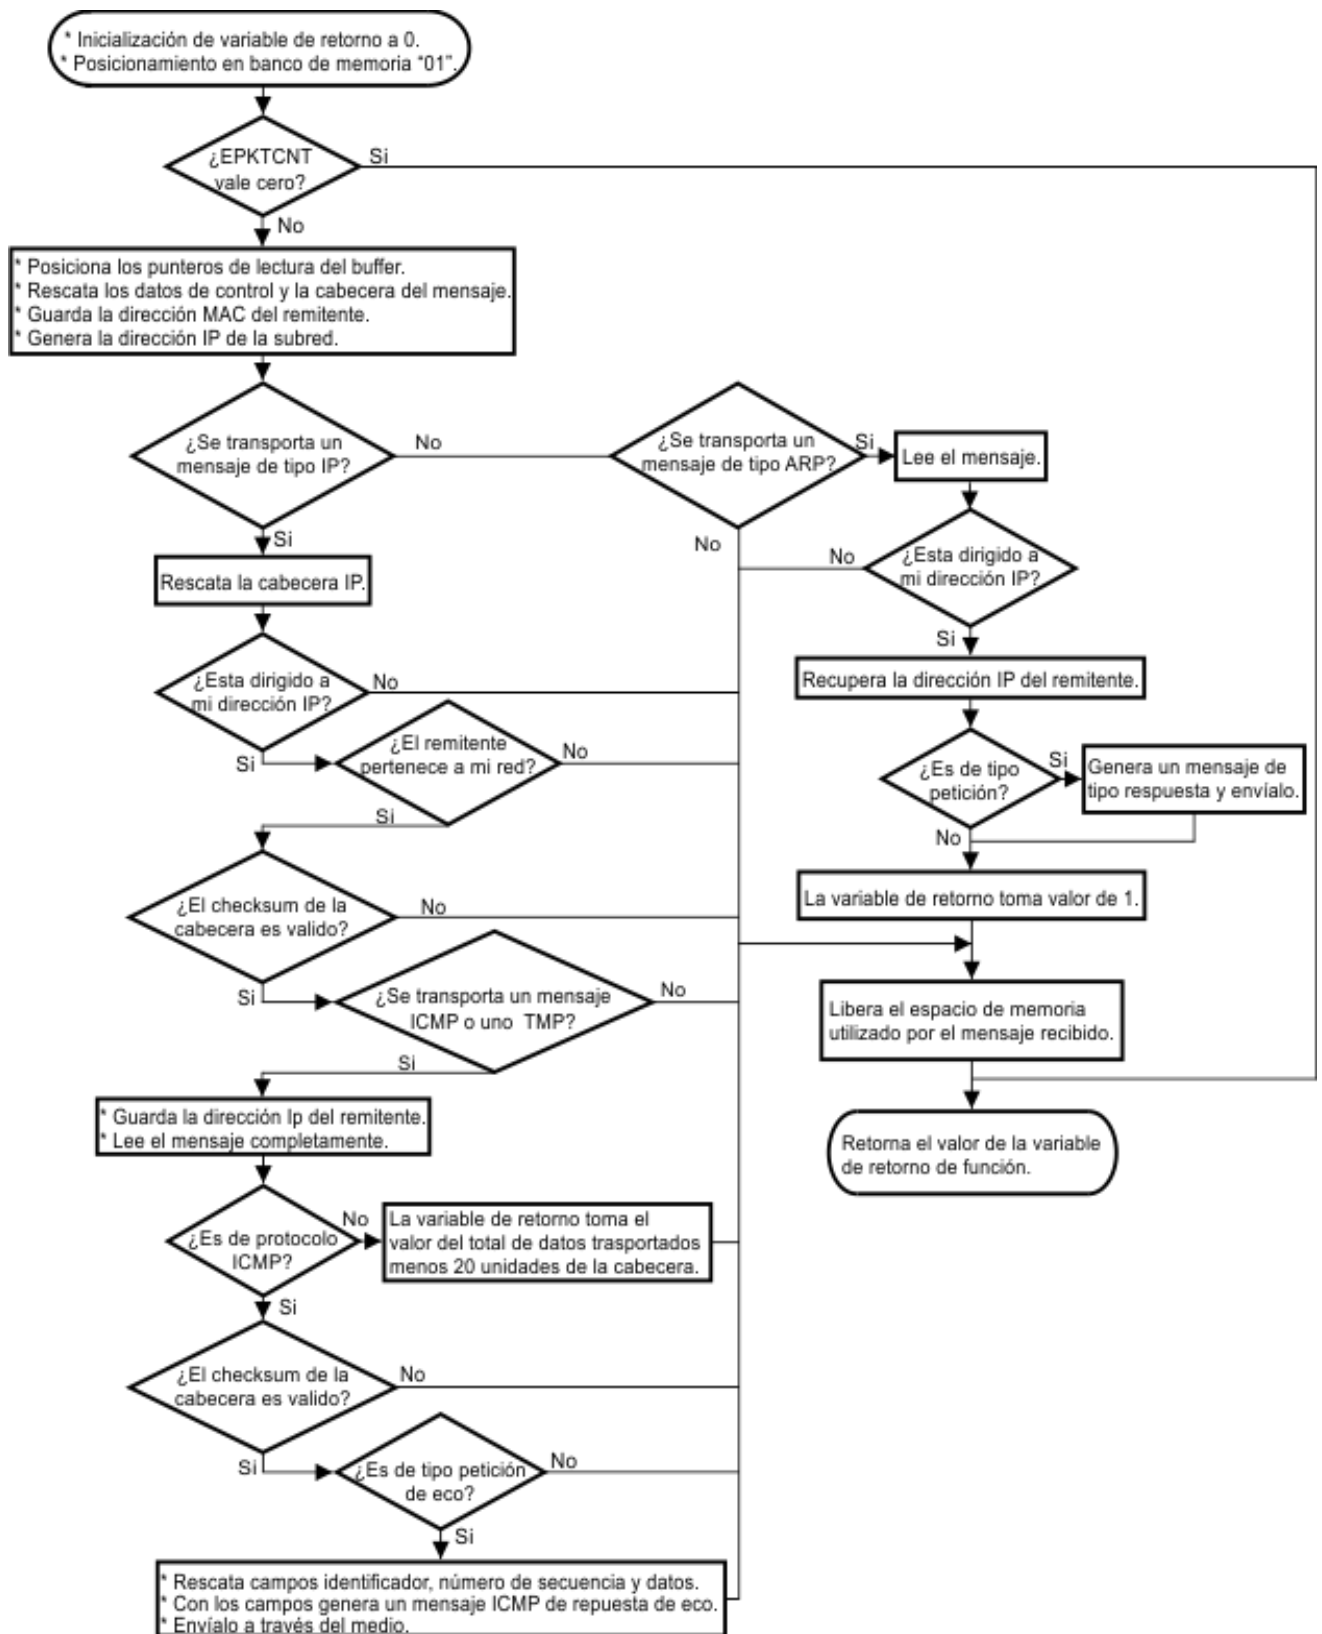 * Inicialización de variable de retorno a 0.
* Posicionamiento en banco de memoria "01".
¿EPKTCNT
vale cero?
Si
No
* Posiciona los punteros de lectura del buffer.
* Rescata los datos de control y la cabecera del mensaje.
* Guarda la dirección MAC del remitente.
* Genera la dirección IP de la subred.
¿Se transporta un
mensaje de tipo IP?
No
¿Se transporta un
mensaje de tipo ARP?
Si
Lee el mensaje.
Si
No
No
¿Esta dirigido a
mi dirección IP?
Rescata la cabecera IP.
Si
¿Esta dirigido a
mi dirección IP?
No
Recupera la dirección IP del remitente.
Si
¿El remitente
pertenece a mi red?
No
¿Es de tipo
petición?
Si
Genera un mensaje de
tipo respuesta y envíalo.
Si
No
¿El checksum de la
cabecera es valido?
No
La variable de retorno toma valor de 1.
Si
¿Se transporta un mensaje
ICMP o uno TMP?
No
Libera el espacio de memoria
utilizado por el mensaje recibido.
Si
* Guarda la dirección Ip del remitente.
* Lee el mensaje completamente.
Retorna el valor de la variable
de retorno de función.
¿Es de protocolo
ICMP?
No
La variable de retorno toma el
valor del total de datos trasportados
menos 20 unidades de la cabecera.
Si
¿El checksum de la
cabecera es valido?
No
Si
¿Es de tipo petición
de eco?
No
Si
* Rescata campos identificador, número de secuencia y datos.
* Con los campos genera un mensaje ICMP de repuesta de eco.
* Envíalo a través del medio.